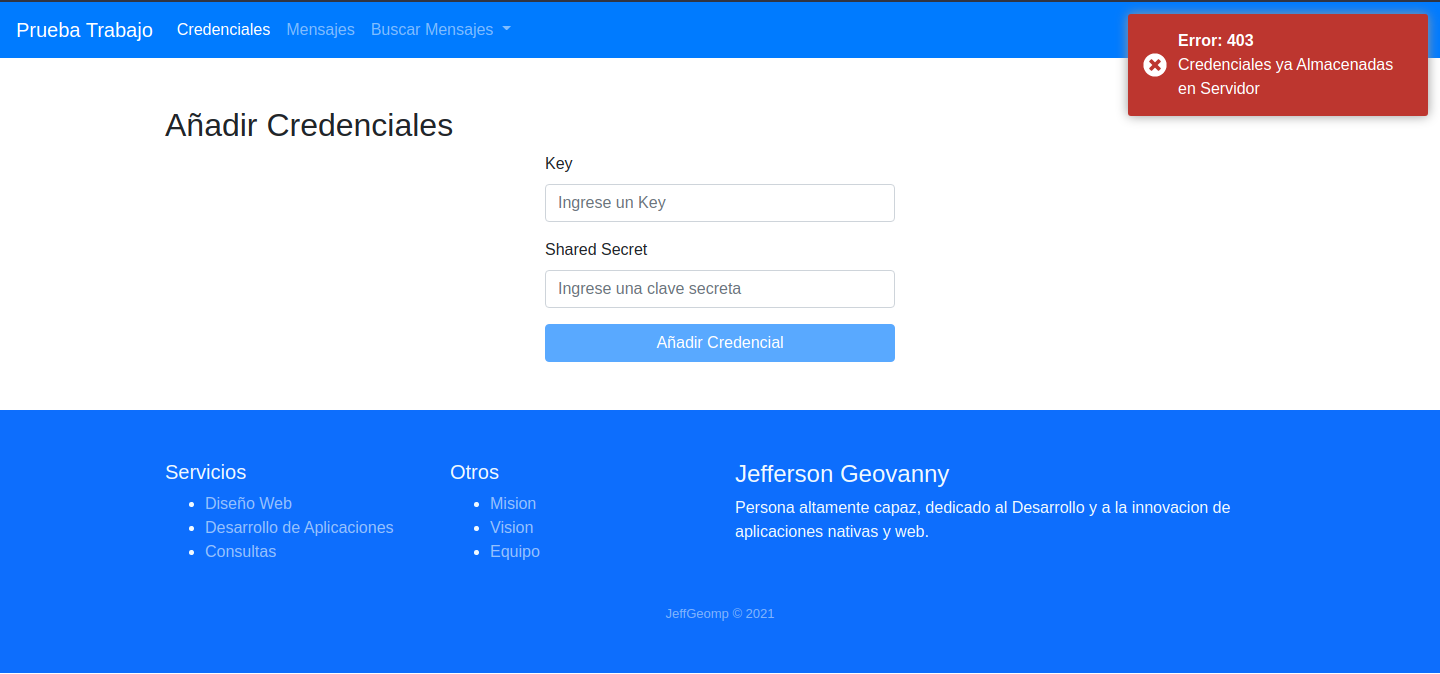 Prueba Trabajo Credenciales Mensajes Buscar Mensajes
Error: 403
Credenciales ya Almacenadas
en Servidor
Añadir Credenciales
Key
Ingrese un Key
Shared Secret
Ingrese una clave secreta
Añadir Credencial
Servicios
Diseño Web
Desarrollo de Aplicaciones
Consultas
Otros
Mision
Vision
Equipo
Jefferson Geovanny
Persona altamente capaz, dedicado al Desarrollo y a la innovacion de
aplicaciones nativas y web.
JeffGeomp © 2021